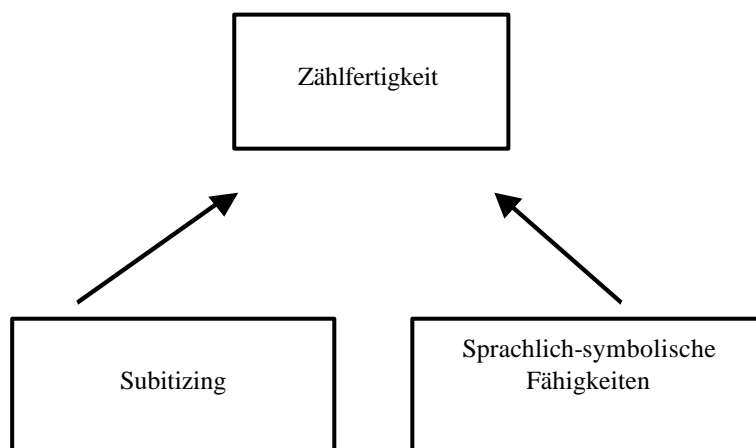 Zählfertigkeit
Subitizing
Sprachlich-symbolische
Fähigkeiten